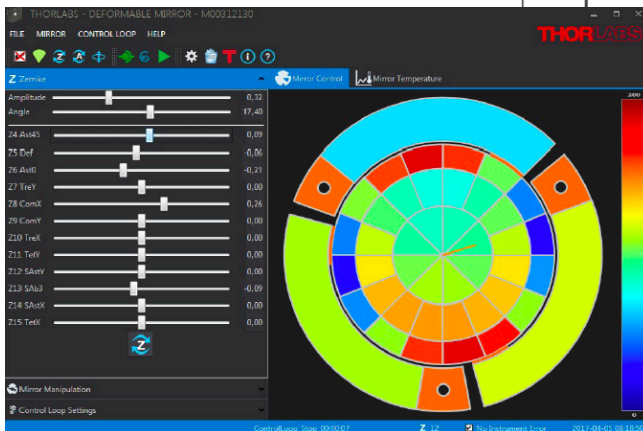 THORLABS - DEFORMABLE MIRROR - M00312130
FILE MIRROR CONTROL LOOP HELP
THORLABS
Z Zernike
Mirror Control
Mirror Temperature
Amplitude 0,32
Angle 17,40
Z4 Ast45 0,09
Z5 Def -0,06
Z6 Ast0 -0,21
Z7 TreY 0,00
Z8 ComX 0,26
Z9 ComY 0,00
Z10 TreX 0,00
Z11 TetY 0,00
Z12 SAstY 0,00
Z13 SAb3 -0,09
Z14 SAstX 0,00
Z15 TetX 0,00
Z
200
0
Mirror Manipulation
Control Loop Settings
ControlLoop Stop 00:00:07 Z 12 No Instrument Error 2017-04-05 08:18:50